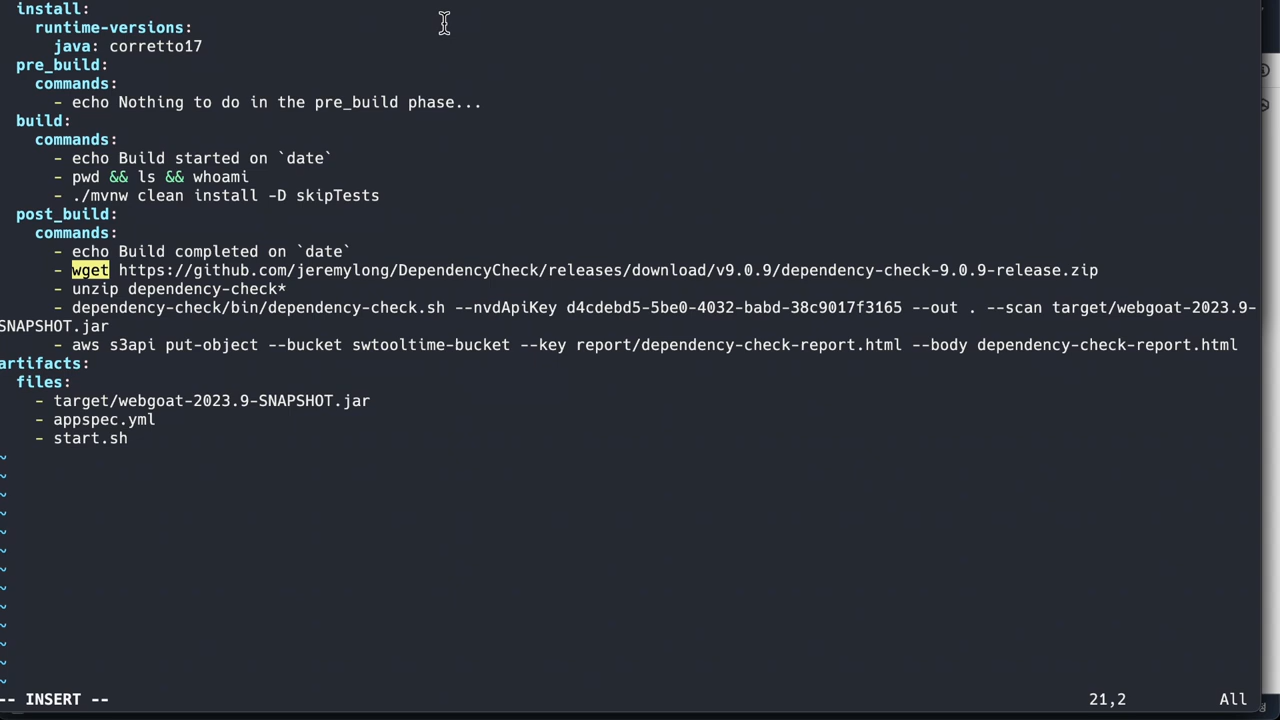 install:
runtime-versions:
java: corretto17
pre_build:
commands:
- echo Nothing to do in the pre_build phase...
build:
commands:
- echo Build started on `date`
- pwd && ls && whoami
- ./mvnw clean install -D skipTests
post_build:
commands:
- echo Build completed on `date`
- wget https://github.com/jeremylong/DependencyCheck/releases/download/v9.0.9/dependency-check-9.0.9-release.zip
- unzip dependency-check*
- dependency-check/bin/dependency-check.sh --nvdApiKey d4cdebd5-5be0-4032-babd-38c9017f3165 --out . --scan target/webgoat-2023.9-
SNAPSHOT.jar
- aws s3api put-object --bucket swtooltime-bucket --key report/dependency-check-report.html --body dependency-check-report.html
artifacts:
files:
- target/webgoat-2023.9-SNAPSHOT.jar
- appspec.yml
- start.sh
~
~
~
~
~
~
~
~
~
~
~
~
~
-- INSERT -- 21,2 All